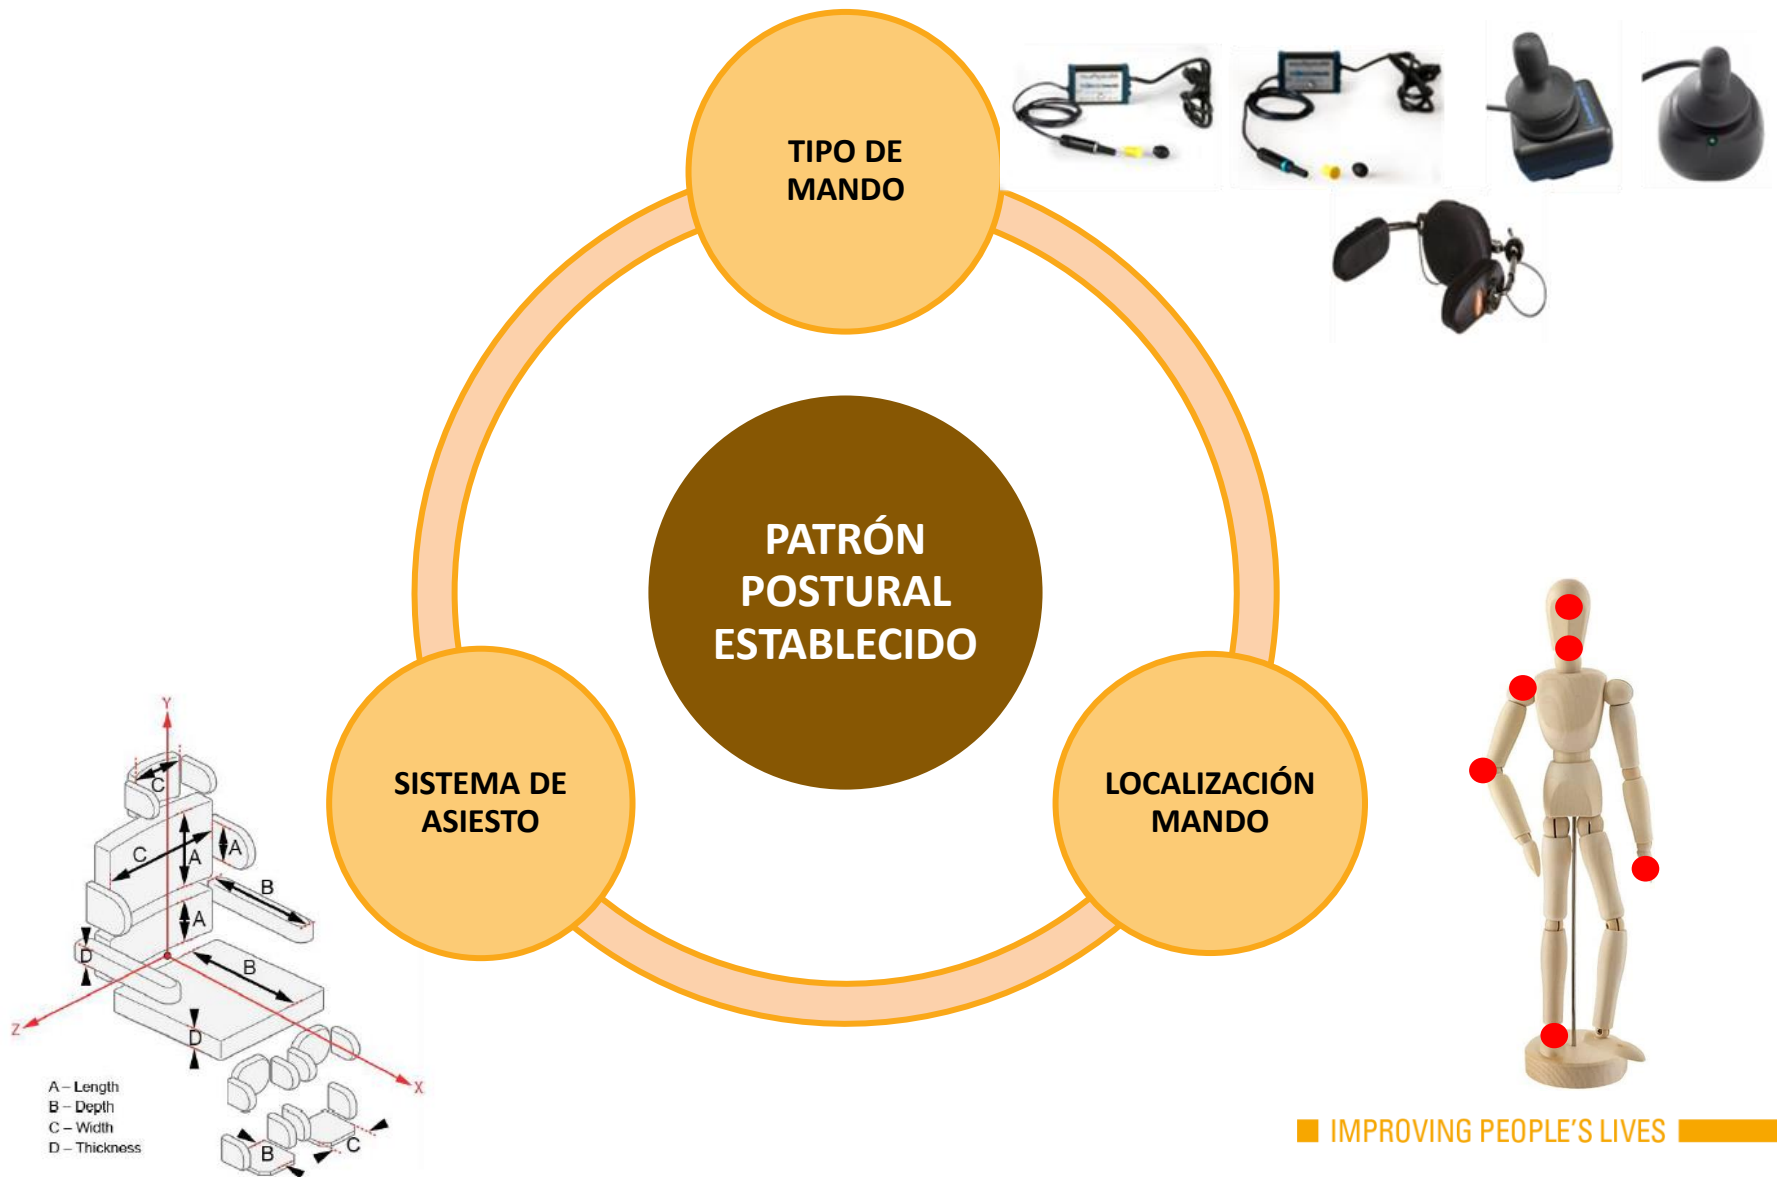 TIPO DE
MANDO
PATRÓN
POSTURAL
ESTABLECIDO
SISTEMA DE
ASIESTO
LOCALIZACIÓN
MANDO
Y
C
C
A
A
B
A
D
B
Z
D
X
A – Length
B – Depth
C – Width
D – Thickness
B
C
IMPROVING PEOPLE'S LIVES